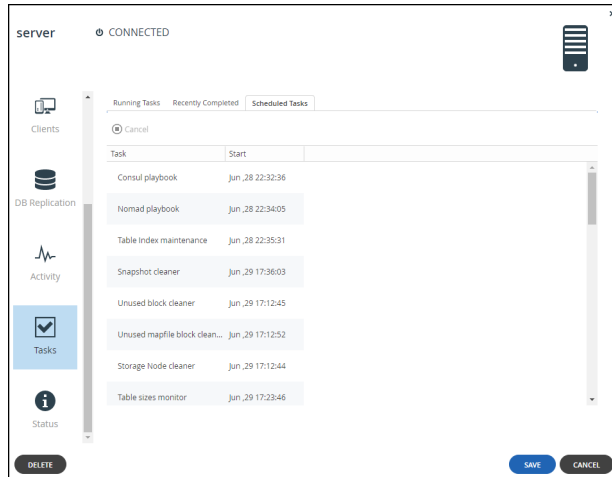 server
CONNECTED
Clients
DB Replication
Activity
Tasks
Status
Running Tasks Recently Completed Scheduled Tasks
Cancel
Task Start
Consul playbook Jun ,28 22:32:36
Nomad playbook Jun ,28 22:34:05
Table Index maintenance Jun ,28 22:35:31
Snapshot cleaner Jun ,29 17:36:03
Unused block cleaner Jun ,29 17:12:45
Unused mapfile block clean... Jun ,29 17:12:52
Storage Node cleaner Jun ,29 17:12:44
Table sizes monitor Jun ,29 17:23:46
DELETE SAVE CANCEL